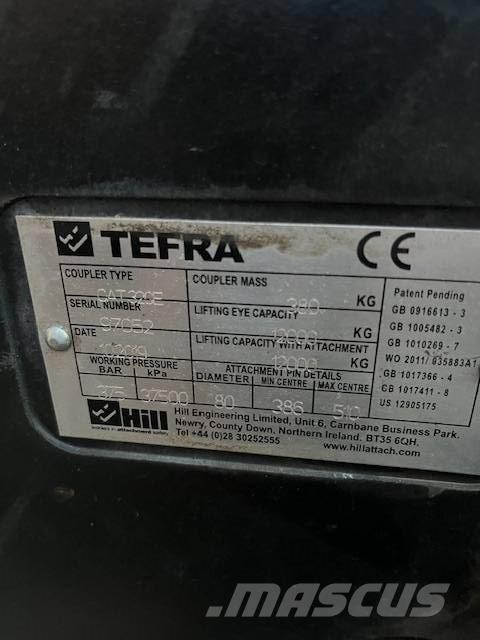 TEFRA CE
COUPLER TYPE COUPLER MASS Patent Pending
CAT320E 380 KG GB 0916613 - 3
SERIAL NUMBER LIFTING EYE CAPACITY GB 1005482 - 3
12000 KG GB 1010269 - 7
DATE LIFTING CAPACITY WITH ATTACHMENT WO 2011/035883A1
12000 KG GB 1017366 - 4
WORKING PRESSURE ATTACHMENT PIN DETAILS GB 1017411 - 8
BAR kPa DIAMETER MIN CENTRE MAX CENTRE US 12905175
375 37500 80 386 510
Hill Hill Engineering Limited, Unit 6, Carnbane Business Park.
Newry, County Down, Northern Ireland. BT35 6QH.
Tel +44 (0)28 30252555 www.hillattach.com
MASCUS